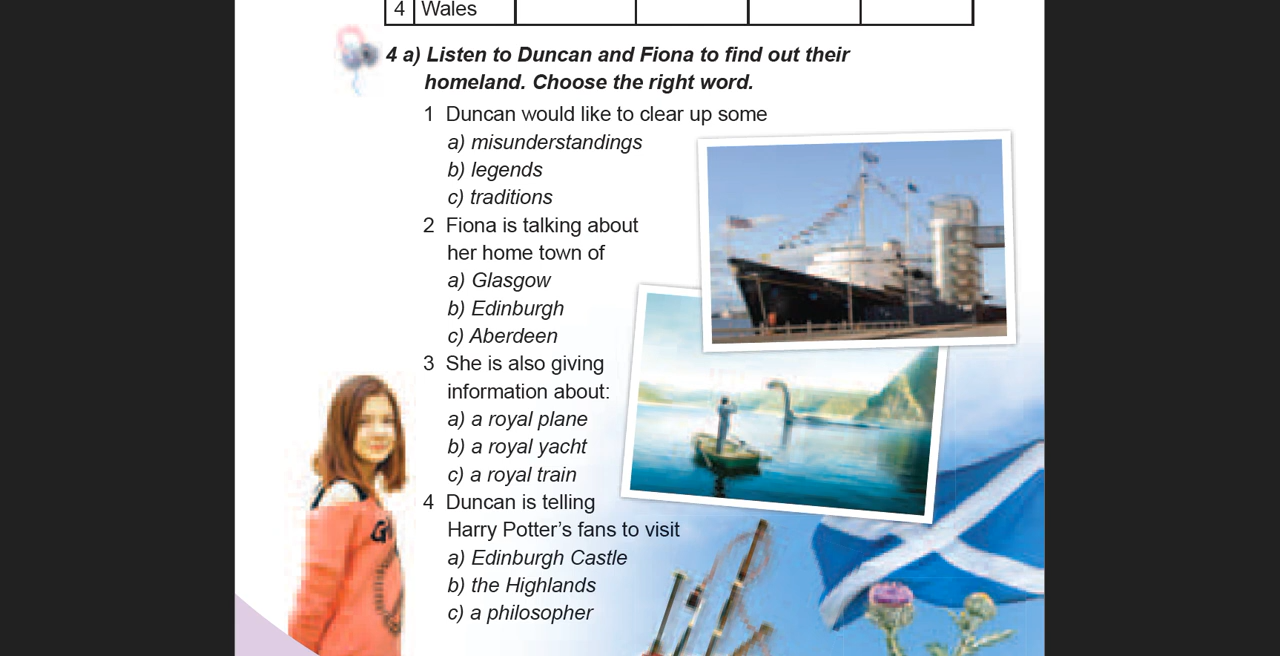 4 Wales
4 a) Listen to Duncan and Fiona to find out their
homeland. Choose the right word.
1 Duncan would like to clear up some
a) misunderstandings
b) legends
c) traditions
2 Fiona is talking about
her home town of
a) Glasgow
b) Edinburgh
c) Aberdeen
3 She is also giving
information about:
a) a royal plane
b) a royal yacht
c) a royal train
4 Duncan is telling
Harry Potter’s fans to visit
a) Edinburgh Castle
b) the Highlands
c) a philosopher